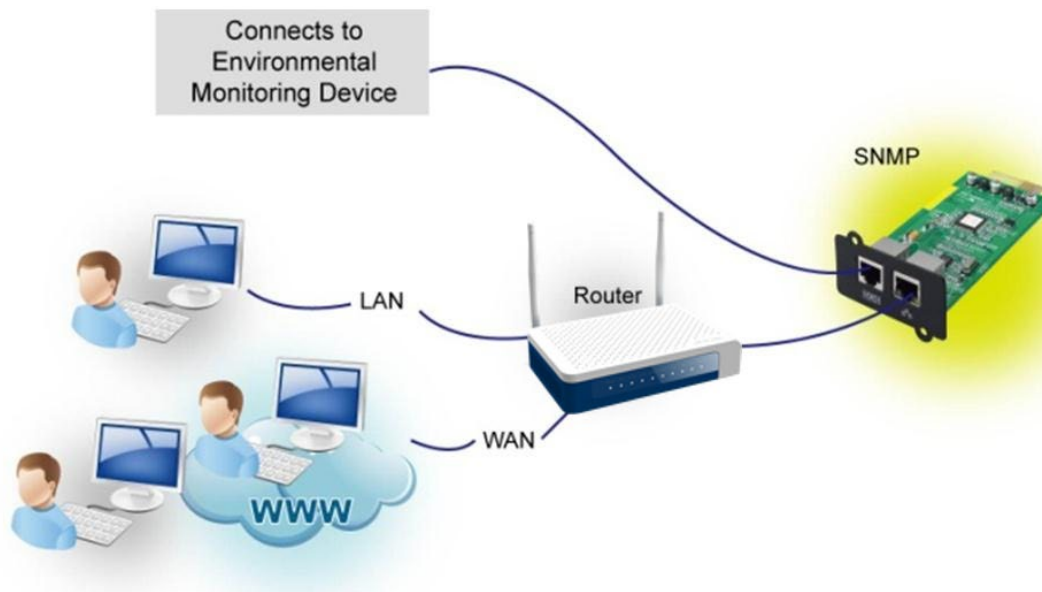 Connects to
Environmental
Monitoring Device
SNMP
Router
LAN
WAN
www